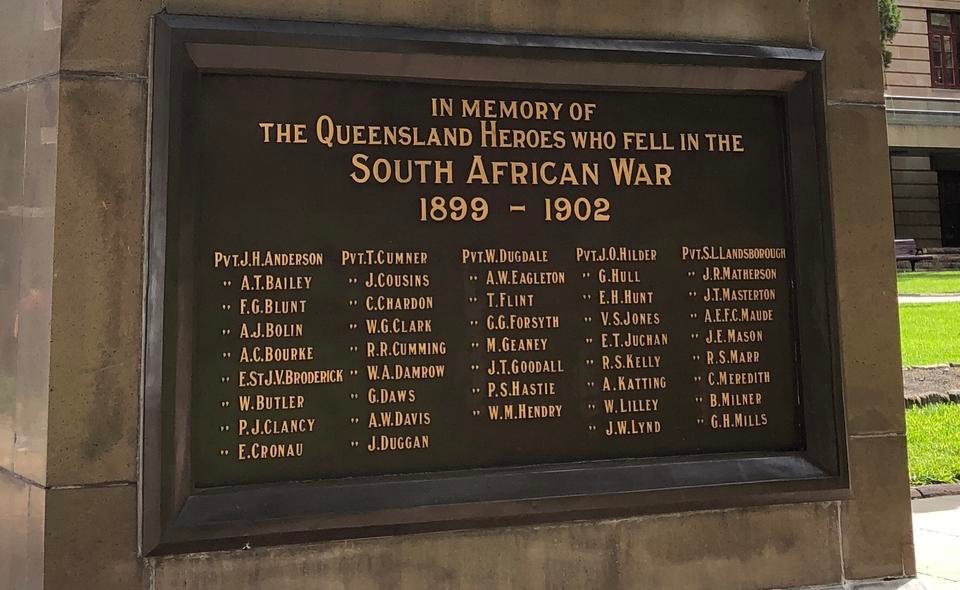 IN MEMORY OF
THE QUEENSLAND HEROES WHO FELL IN THE
SOUTH AFRICAN WAR
1899 - 1902
PVT. J.H. ANDERSON
" A.T. BAILEY
" F.G. BLUNT
" A.J. BOLIN
" A.C. BOURKE
" E.ST J.V. BRODERICK
" W. BUTLER
" P.J. CLANCY
" E. CRONAU
PVT. T. CUMNER
" J. COUSINS
" C. CHARDON
" W.G. CLARK
" R.R. CUMMING
" W.A. DAMROW
" G. DAWS
" A.W. DAVIS
" J. DUGGAN
PVT. W. DUGDALE
" A.W. EAGLETON
" T. FLINT
" G.G. FORSYTH
" M. GEANEY
" J.T. GOODALL
" P.S. HASTIE
" W.M. HENDRY
PVT. J.O. HILDER
" G. HULL
" E.H. HUNT
" V.S. JONES
" E.T. JUCHAN
" R.S. KELLY
" A. KATTING
" W. LILLEY
" J.W. LYND
PVT. S.L. LANDSBOROUGH
" J.R. MATHERSON
" J.T. MASTERTON
" A.E.F.C. MAUDE
" J.E. MASON
" R.S. MARR
" C. MEREDITH
" B. MILNER
" G.H. MILLS